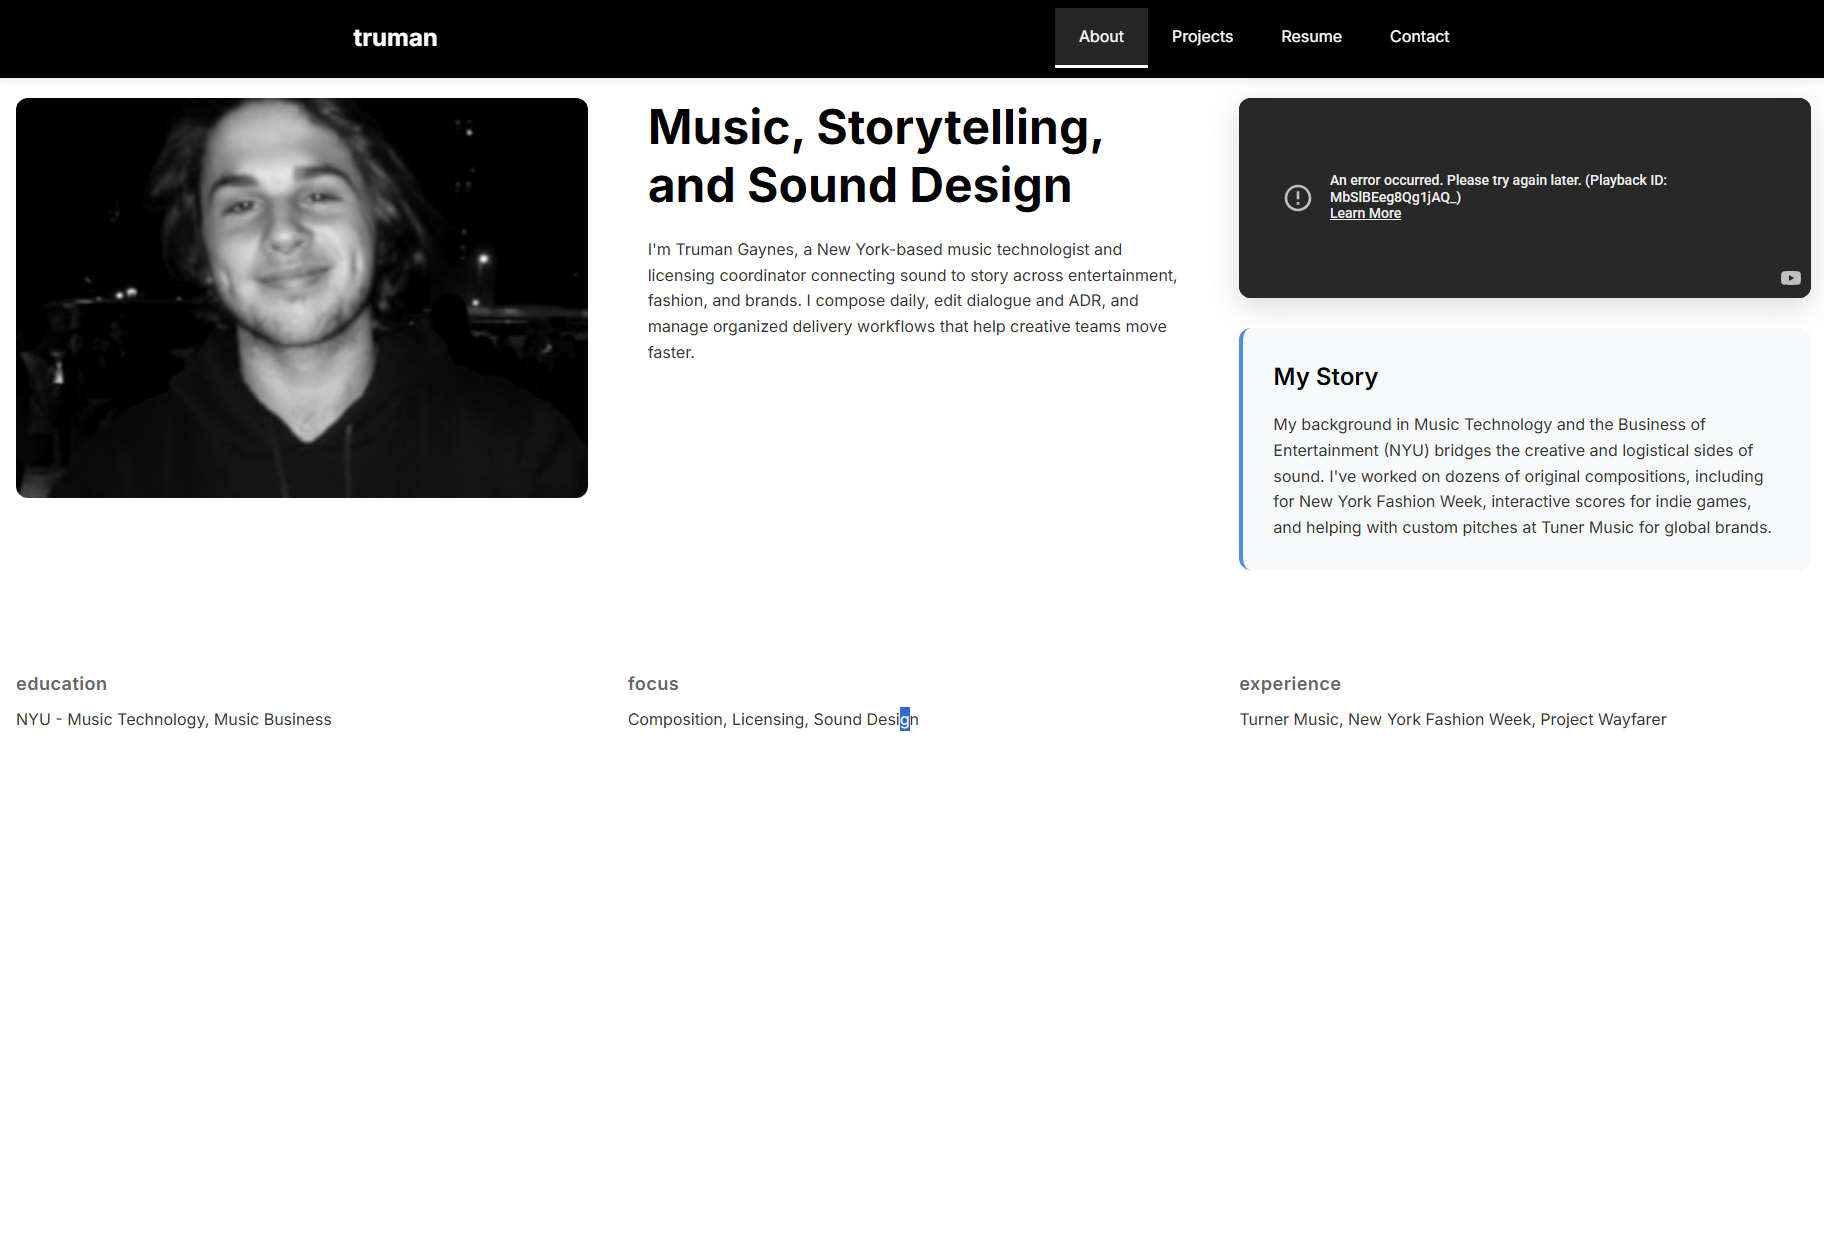 truman
About
Projects
Resume
Contact
Music, Storytelling,
and Sound Design
I'm Truman Gaynes, a New York-based music technologist and
licensing coordinator connecting sound to story across entertainment,
fashion, and brands. I compose daily, edit dialogue and ADR, and
manage organized delivery workflows that help creative teams move
faster.
An error occurred. Please try again later. (Playback ID:
MbSlBEeg8Qg1jAQ_)
Learn More
My Story
My background in Music Technology and the Business of
Entertainment (NYU) bridges the creative and logistical sides of
sound. I've worked on dozens of original compositions, including
for New York Fashion Week, interactive scores for indie games,
and helping with custom pitches at Tuner Music for global brands.
education
NYU - Music Technology, Music Business
focus
Composition, Licensing, Sound Design
experience
Turner Music, New York Fashion Week, Project Wayfarer